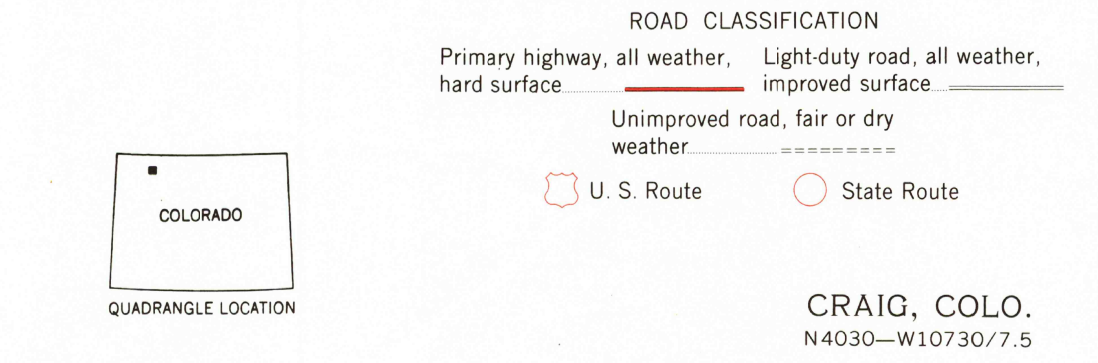 ROAD CLASSIFICATION
Primary highway, all weather,
hard surface
Light-duty road, all weather,
improved surface
Unimproved road, fair or dry
weather
U. S. Route
State Route
COLORADO
QUADRANGLE LOCATION
CRAIG, COLO.
N4030—W10730/7.5